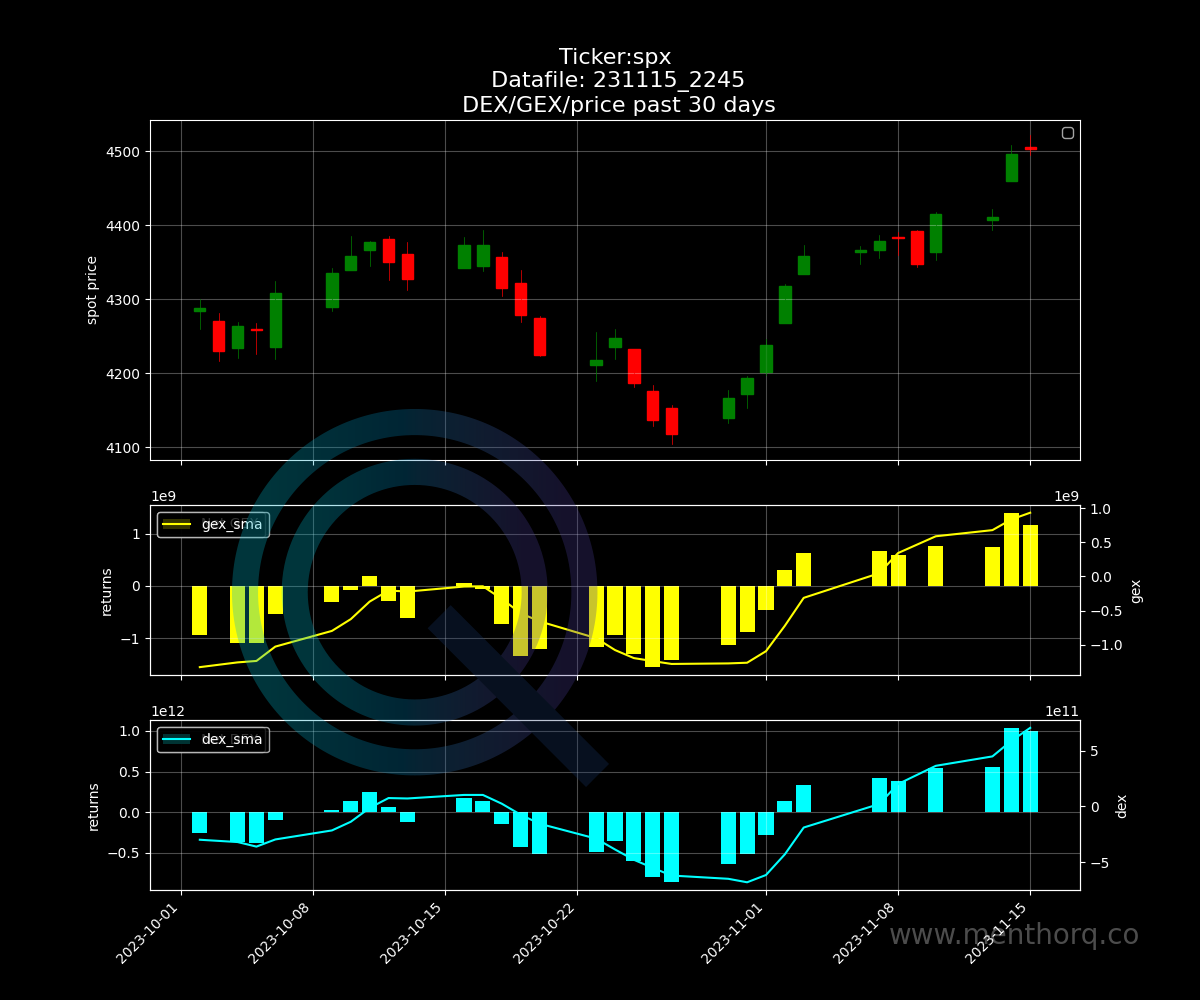 Ticker:spx
Datafile: 231115_2245
DEX/GEX/price past 30 days
4500
4400
4300
4200
4100
spot price
1e9
1e9
gex_sma
1
0
−1
returns
1.0
0.5
0.0
−0.5
−1.0
gex
1e12
1e11
dex_sma
1.0
0.5
0.0
−0.5
returns
5
0
−5
dex
2023-10-01
2023-10-08
2023-10-15
2023-10-22
2023-11-01
2023-11-08
2023-11-15
www.menthorq.co